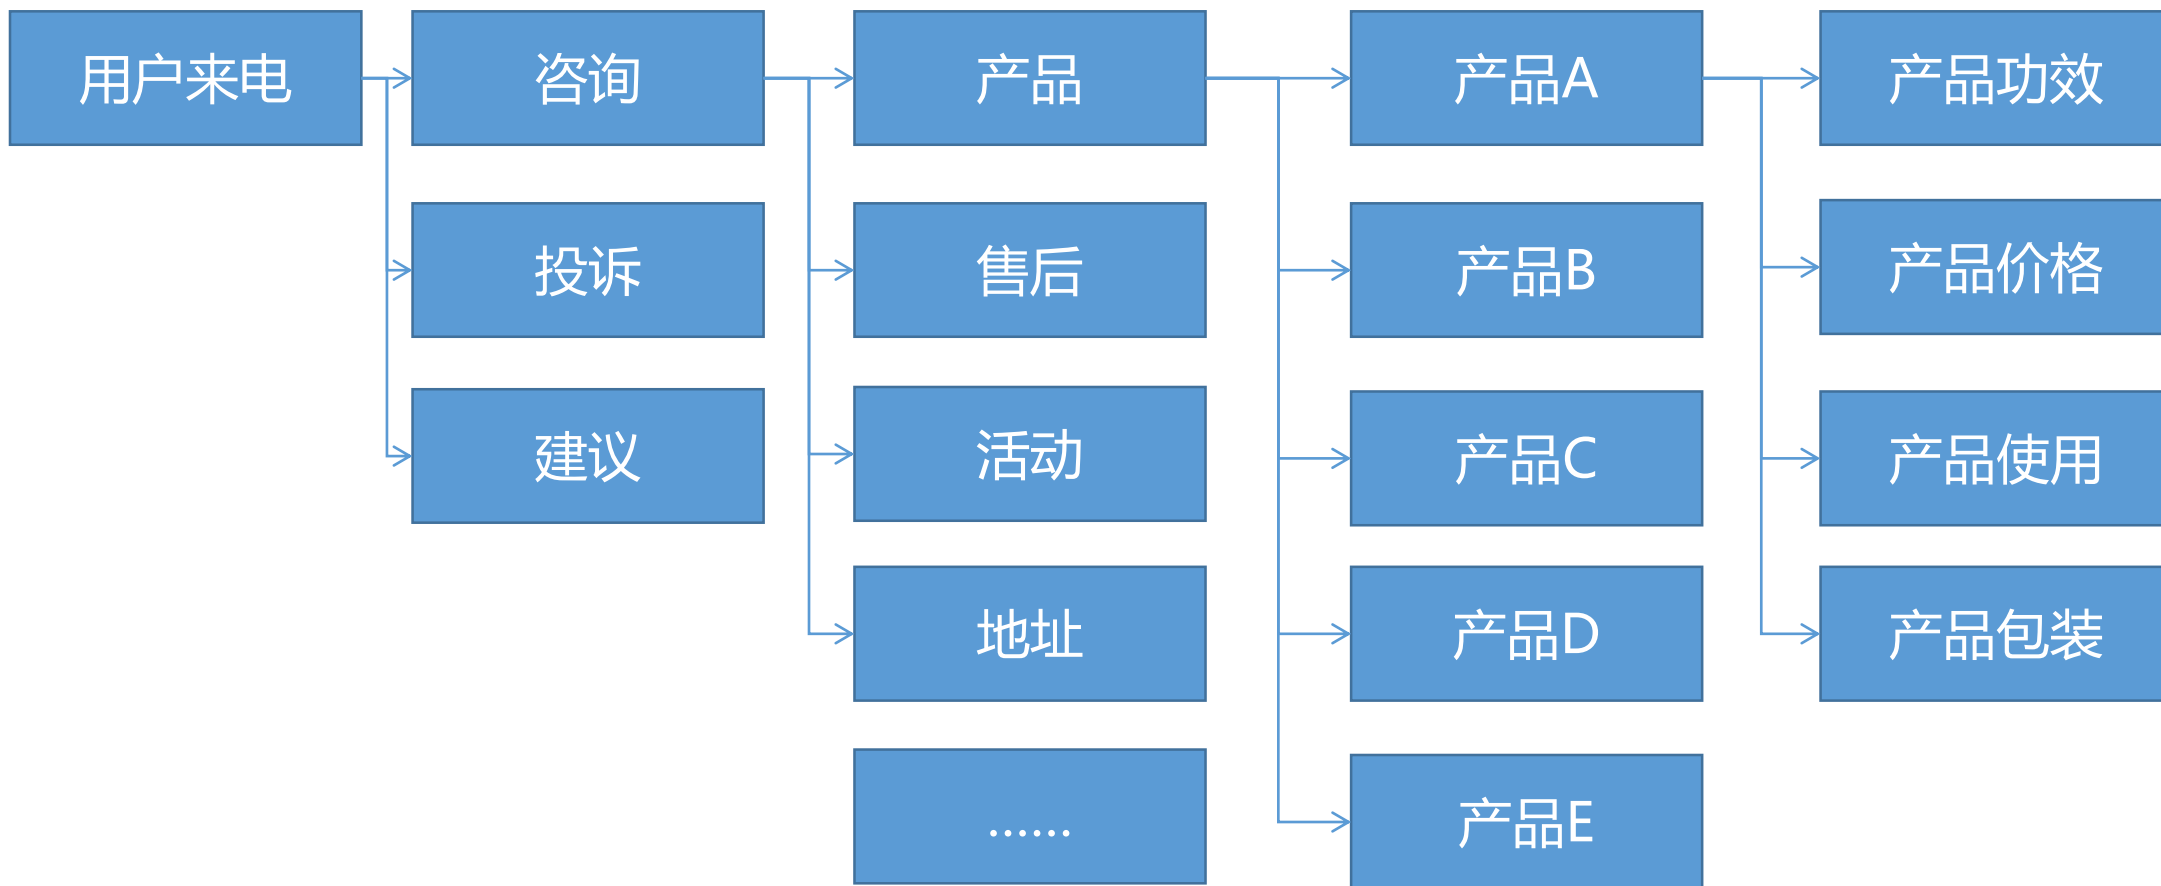 用户来电
咨询
产品
产品A
产品功效
投诉
售后
产品B
产品价格
建议
活动
产品C
产品使用
地址
产品D
产品包装
......
产品E